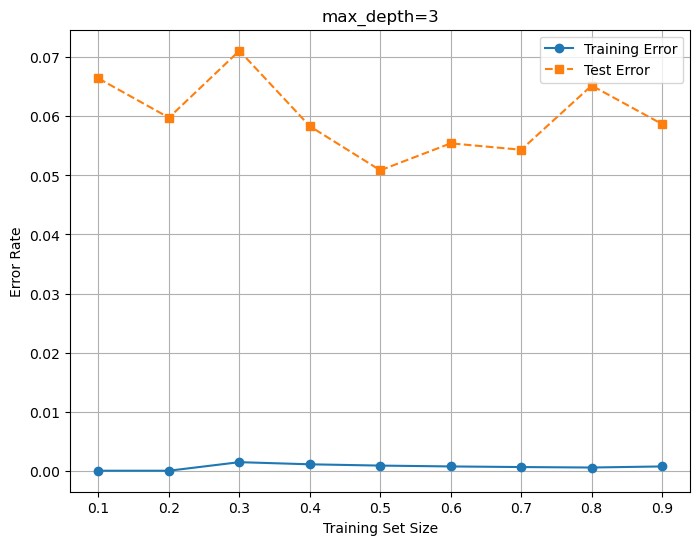 max_depth=3
Training Error
Test Error
0.07
0.06
0.05
0.04
0.03
0.02
0.01
0.00
Error Rate
0.1 0.2 0.3 0.4 0.5 0.6 0.7 0.8 0.9
Training Set Size